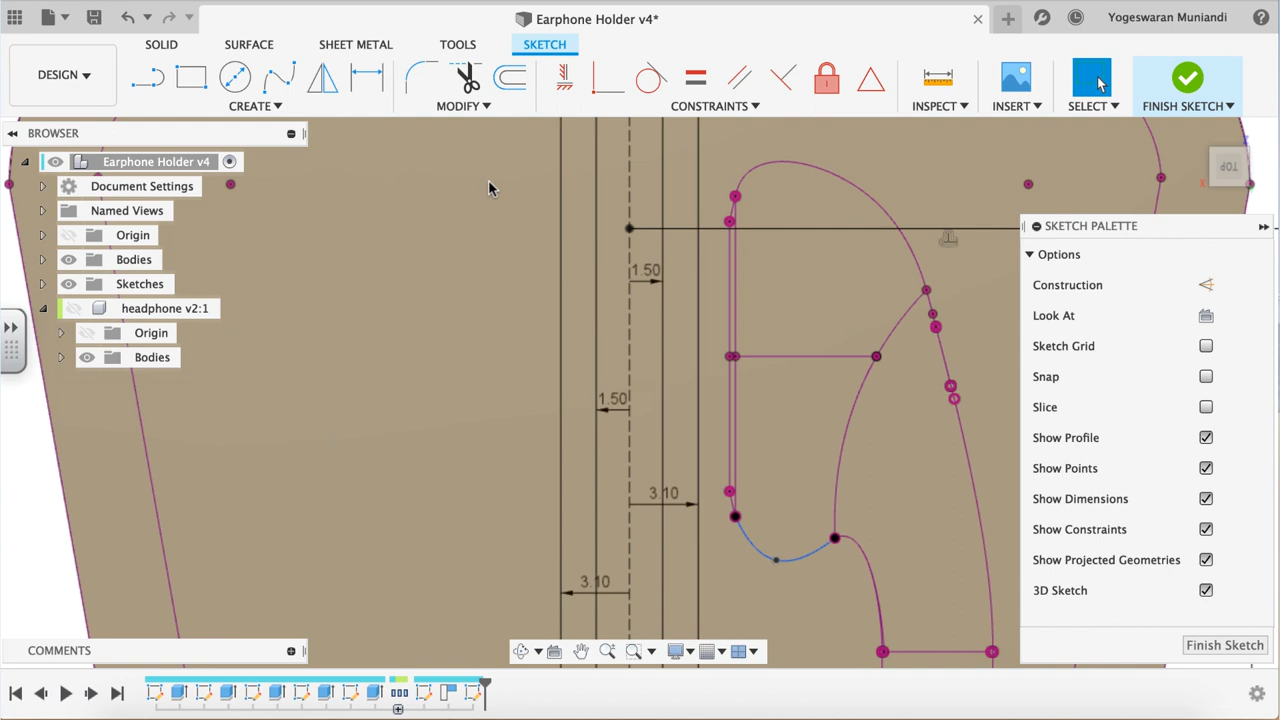 Earphone Holder v4*
Yogeswaran Muniandi
DESIGN
SOLID
SURFACE
SHEET METAL
TOOLS
SKETCH
CREATE
MODIFY
CONSTRAINTS
INSPECT
INSERT
SELECT
FINISH SKETCH
BROWSER
Earphone Holder v4
Document Settings
Named Views
Origin
Bodies
Sketches
headphone v2:1
Origin
Bodies
TOP
X
1.50
1.50
3.10
3.10
SKETCH PALETTE
Options
Construction
Look At
Sketch Grid
Snap
Slice
Show Profile
Show Points
Show Dimensions
Show Constraints
Show Projected Geometries
3D Sketch
Finish Sketch
COMMENTS